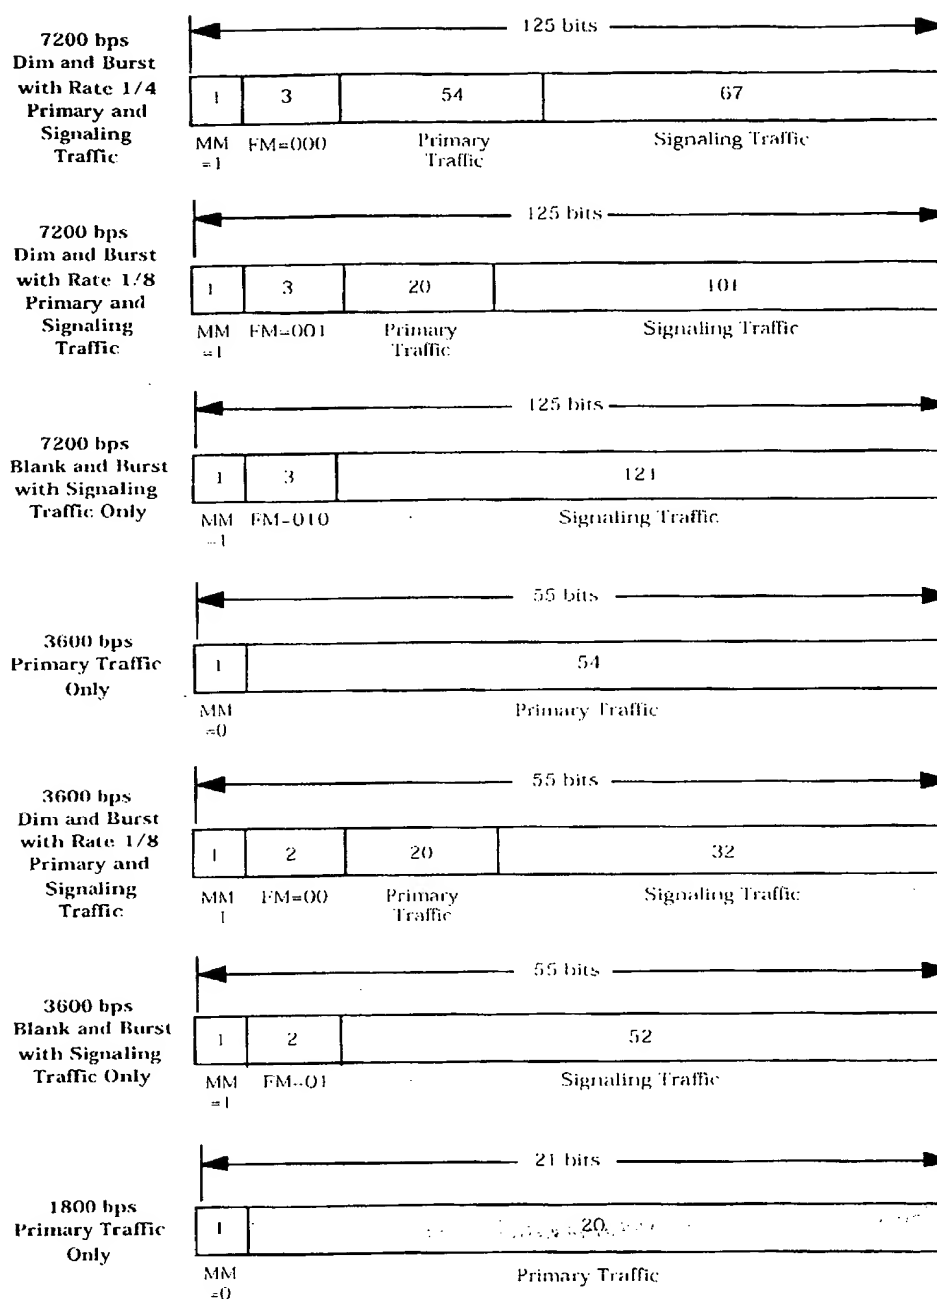 7200 bps
Dim and Burst
with Rate 1/4
Primary and
Signaling
Traffic
125 bits
1 3 54 67
MM FM=000 Primary Signaling Traffic
=1 Traffic
7200 bps
Dim and Burst
with Rate 1/8
Primary and
Signaling
Traffic
125 bits
1 3 20 101
MM FM=001 Primary Signaling Traffic
=1 Traffic
7200 bps
Blank and Burst
with Signaling
Traffic Only
125 bits
1 3 121
MM FM=010 Signaling Traffic
=1
3600 bps
Primary Traffic
Only
55 bits
1 54
MM Primary Traffic
=0
3600 bps
Dim and Burst
with Rate 1/8
Primary and
Signaling
Traffic
55 bits
1 2 20 32
MM FM=00 Primary Signaling Traffic
1 Traffic
3600 bps
Blank and Burst
with Signaling
Traffic Only
55 bits
1 2 52
MM FM=01 Signaling Traffic
=1
1800 bps
Primary Traffic
Only
21 bits
1 20
MM Primary Traffic
=0